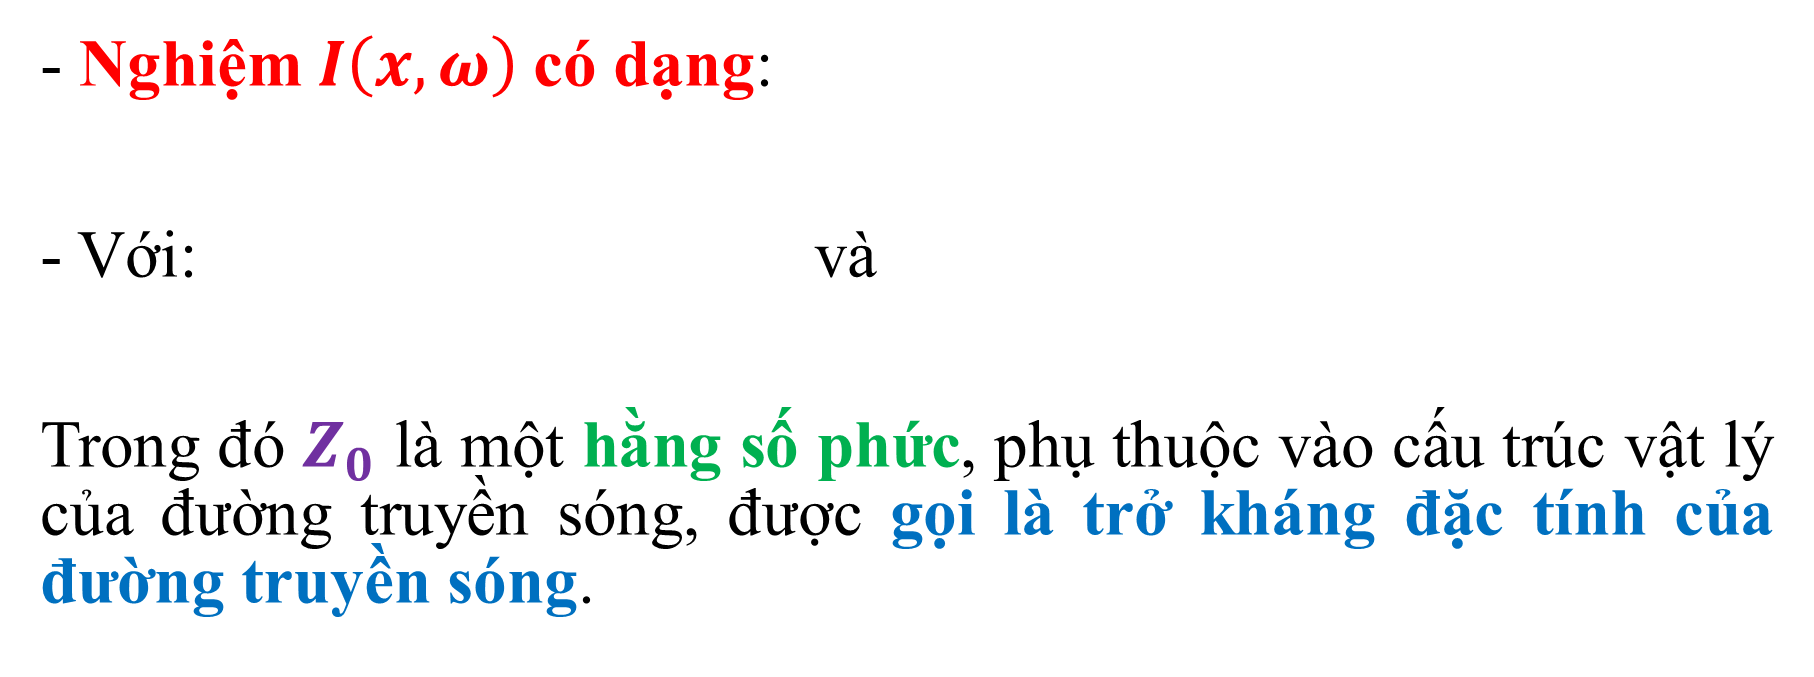 - Nghiệm I(x, ω) có dạng:
- Với: và
Trong đó Z₀ là một hằng số phức, phụ thuộc vào cấu trúc vật lý
của đường truyền sóng, được gọi là trở kháng đặc tính của
đường truyền sóng.